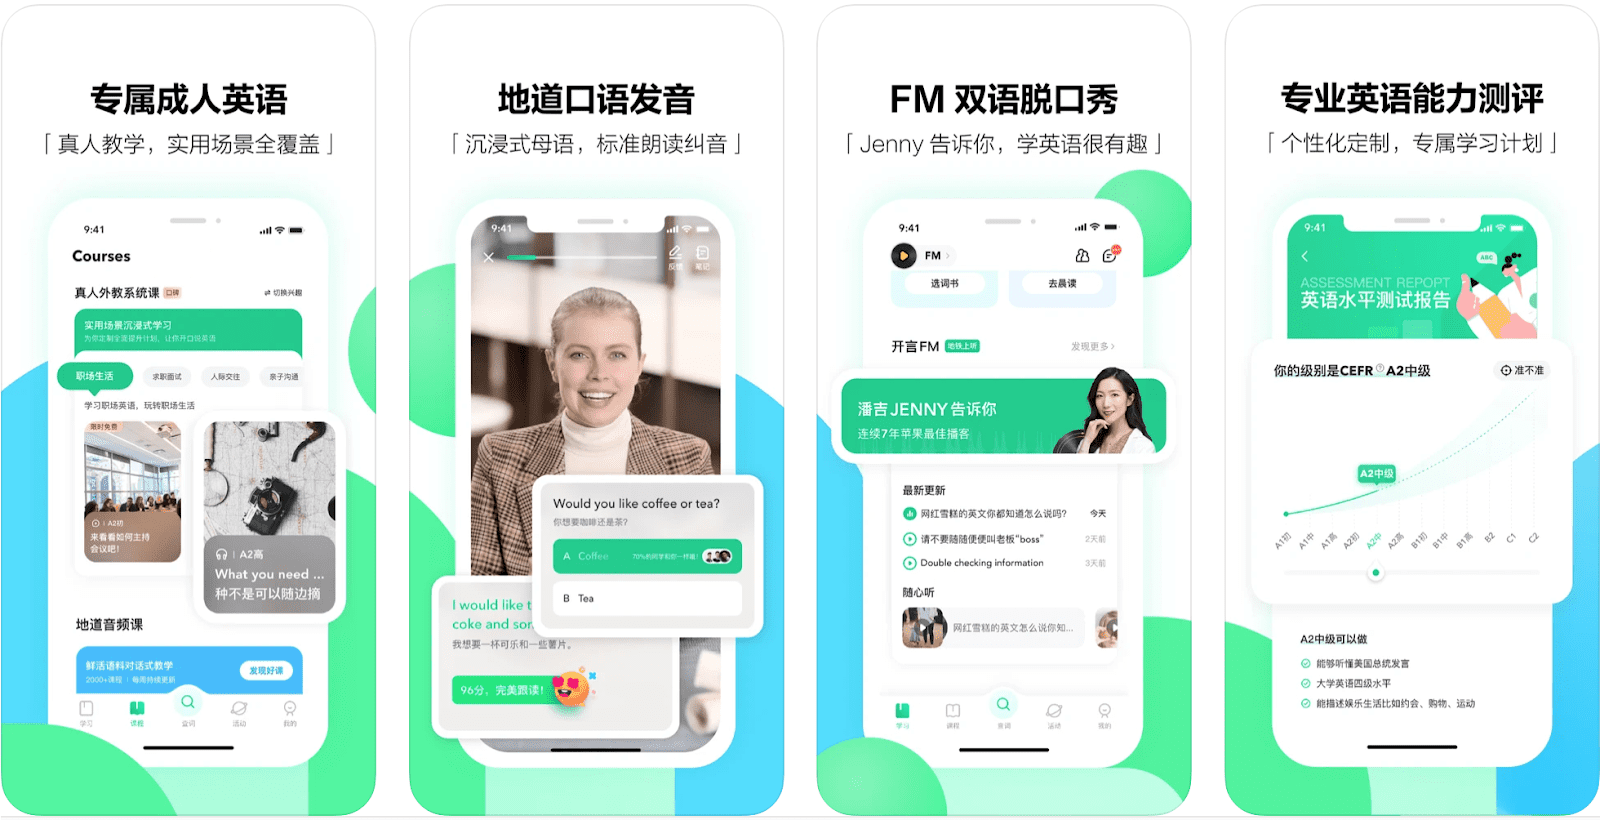 专属成人英语
「真人教学，实用场景全覆盖」
9:41
Courses
真人外教系统课 口碑
⇌ 切换兴趣
实用场景沉浸式学习
为你定制全面提升计划，让你开口说英语
职场生活
求职面试
人际交往
亲子沟通
学习职场英语，玩转职场生活
限时免费
A2初
来看看如何主持
会议吧！
A2高
What you need ...
种不是可以随边摘
地道音频课
鲜活语料对话式教学
2000+课程 | 每周持续更新
发现好课
学习
课程
查词
活动
我的
地道口语发音
「沉浸式母语，标准朗读纠音」
9:41
反馈
笔记
Would you like coffee or tea?
你想要咖啡还是茶?
A Coffee
70%的同学和你一样哦！
B Tea
I would like t
coke and son
我想要一杯可乐和一些薯片。
96分，完美跟读！
FM 双语脱口秀
「Jenny 告诉你，学英语很有趣」
9:41
FM
选词书
去晨读
开言FM 地铁上听
发现更多
潘吉JENNY告诉你
连续7年苹果最佳播客
最新更新
网红雪糕的英文你都知道怎么说吗?
今天
请不要随随便便叫老板“boss”
2天前
Double checking information
3天前
随心听
网红雪糕的英文怎么说你知...
学习
课程
查词
活动
我的
专业英语能力测评
「个性化定制，专属学习计划」
9:41
ABC
ASSESSMENT REPOPT
英语水平测试报告
你的级别是CEFR A2中级
准不准
A2中级
A1初
A1中
A1高
A2初
A2中
A2高
B1初
B1中
B1高
B2
C1
C2
A2中级可以做
能够听懂美国总统发言
大学英语四级水平
能描述娱乐生活比如约会、购物、运动